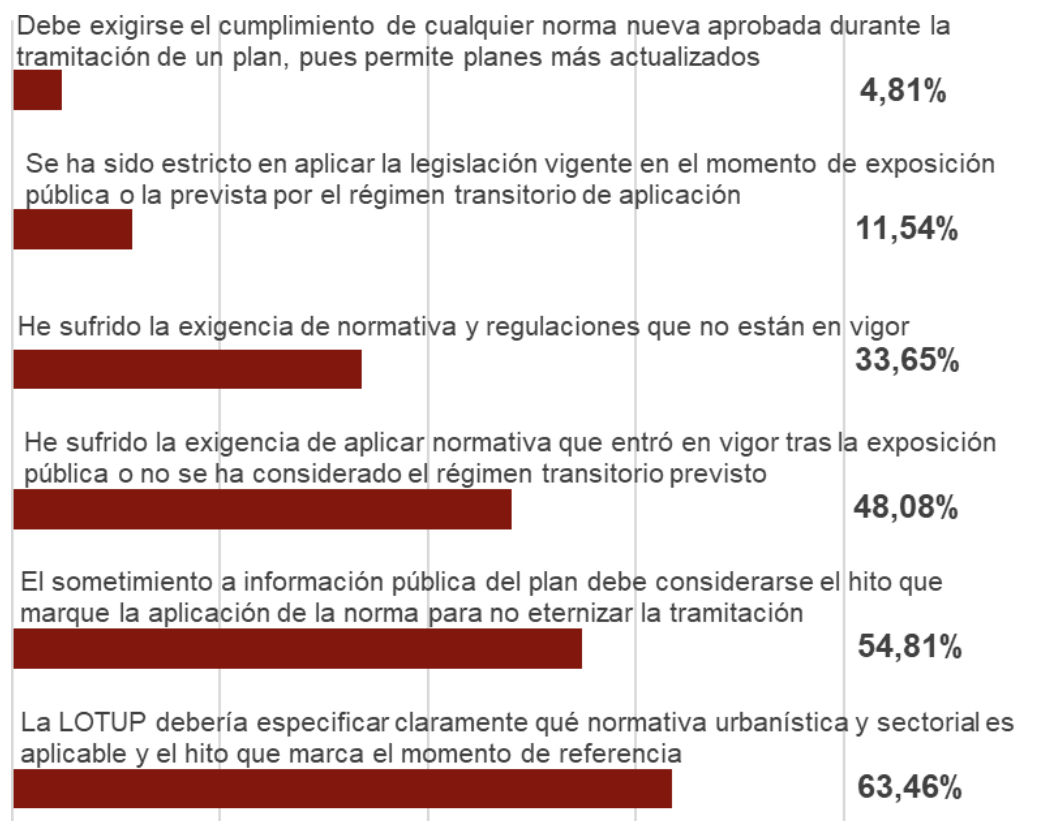 Debe exigirse el cumplimiento de cualquier norma nueva aprobada durante la
tramitación de un plan, pues permite planes más actualizados
4,81%
Se ha sido estricto en aplicar la legislación vigente en el momento de exposición
pública o la prevista por el régimen transitorio de aplicación
11,54%
He sufrido la exigencia de normativa y regulaciones que no están en vigor
33,65%
He sufrido la exigencia de aplicar normativa que entró en vigor tras la exposición
pública o no se ha considerado el régimen transitorio previsto
48,08%
El sometimiento a información pública del plan debe considerarse el hito que
marque la aplicación de la norma para no eternizar la tramitación
54,81%
La LOTUP debería especificar claramente qué normativa urbanística y sectorial es
aplicable y el hito que marca el momento de referencia
63,46%